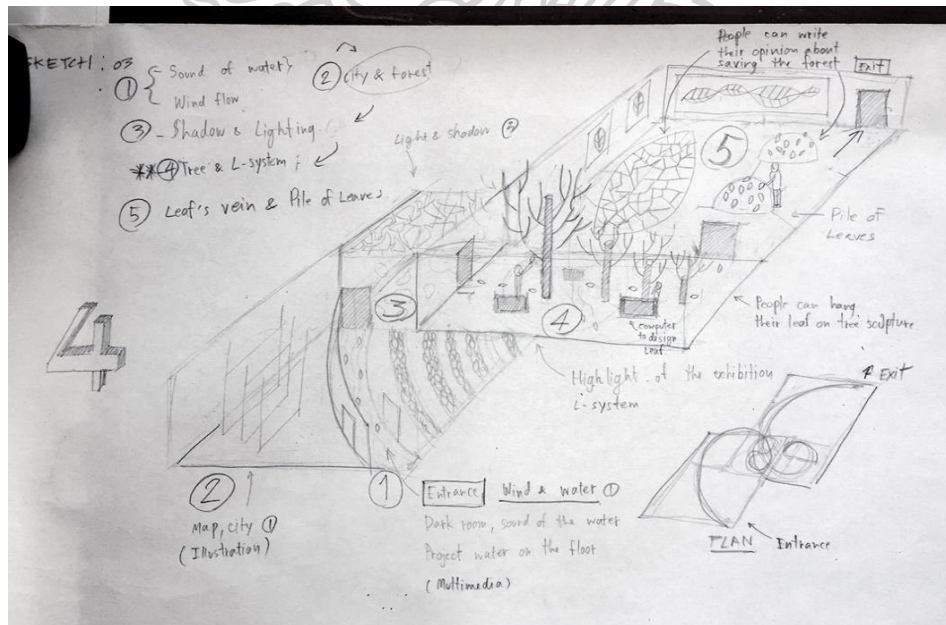 SKETCH : 03
① Sound of water
Wind flow
② City & forest
③ - Shadow & Lighting
**④ Tree & L-system ;
⑤ Leaf's vein & Pile of Leaves
People can write
their opinion about
saving the forest
Exit
Light & shadow ②
⑤
Pile of
Leaves
③
④
computer
to design
Leaf
People can hang
their leaf on tree sculpture
4
Highlight of the exhibition
L-system
Exit
②
Map, city ①
(Illustration)
①
Entrance Wind & water ①
Dark room, sound of the water
Project water on the floor
(Multimedia)
PLAN
Entrance